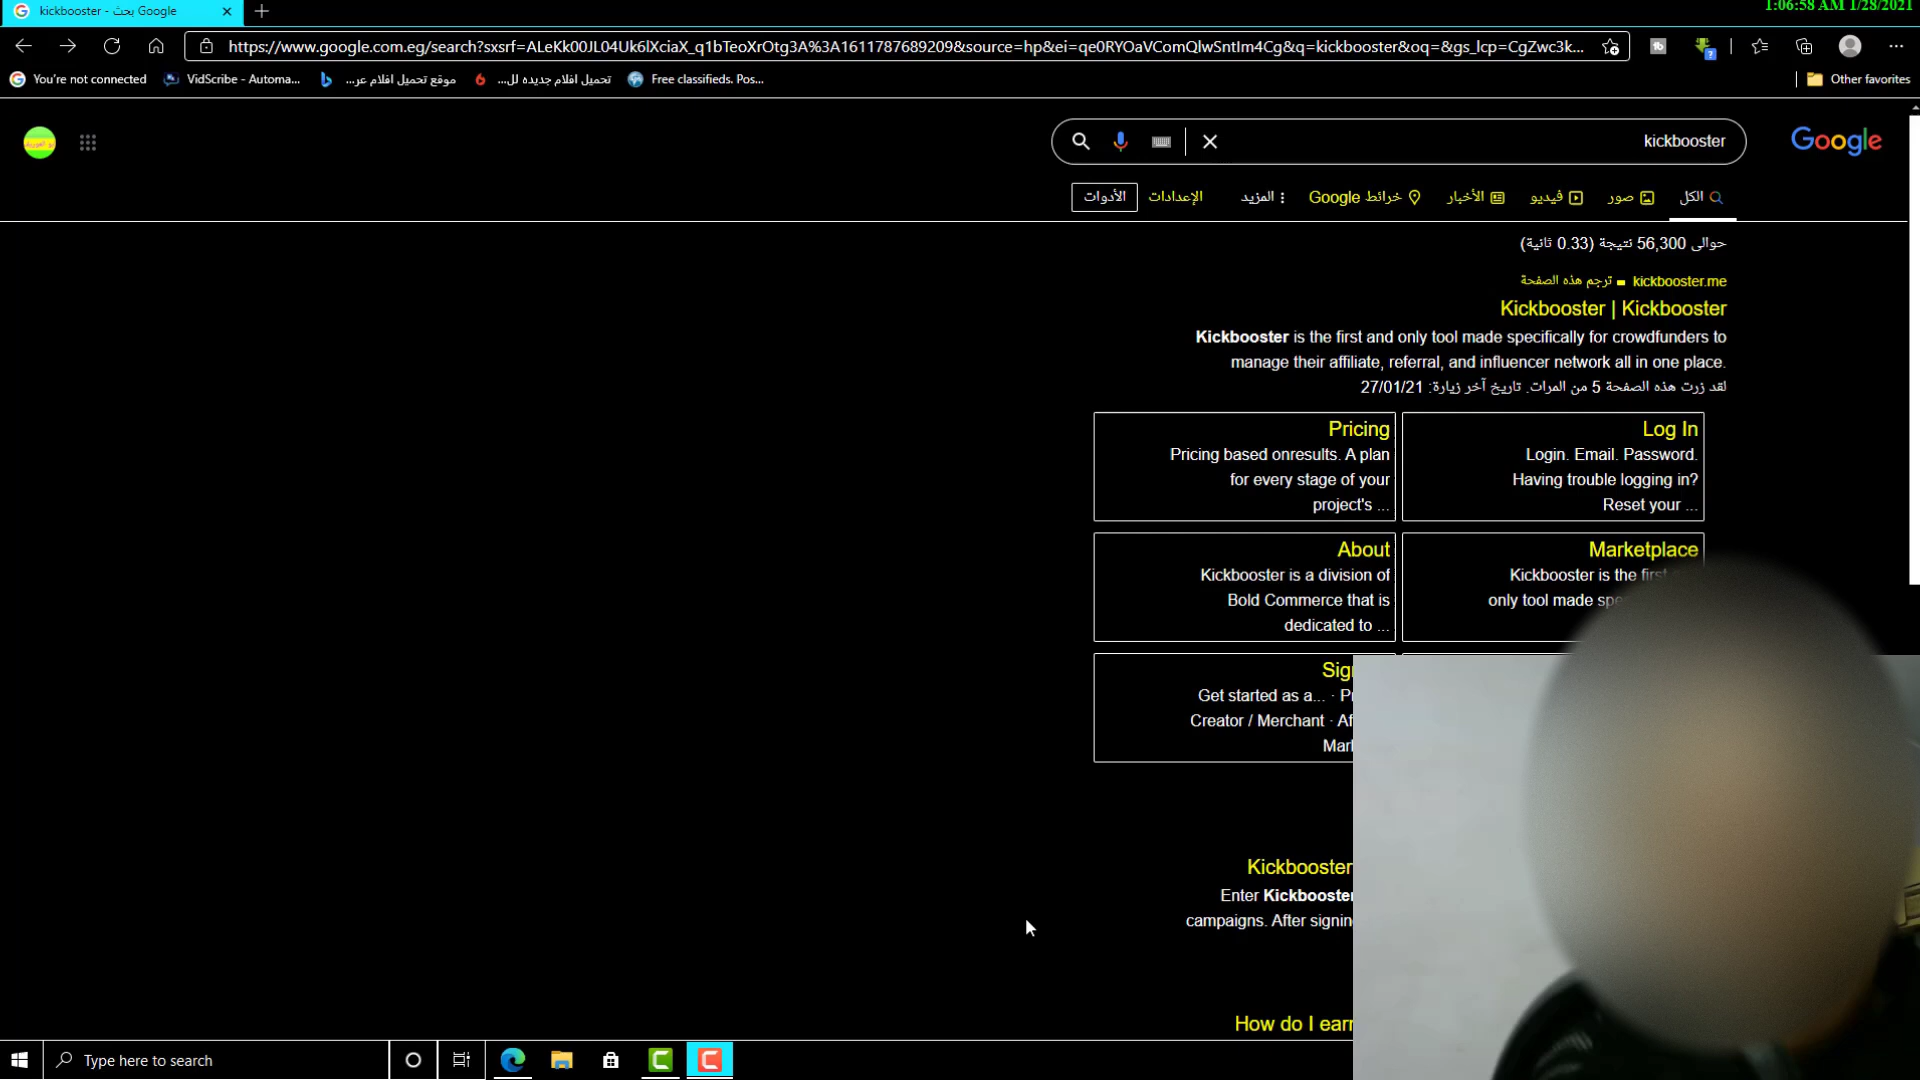 1:06:58 AM 1/28/2021
kickbooster - بحث Google
https://www.google.com.eg/search?sxsrf=ALeKk00JL04Uk6lXciaX_q1bTeoXrOtg3A%3A1611787689209&source=hp&ei=qe0RYOaVComQlwSntIm4Cg&q=kickbooster&oq=&gs_lcp=CgZwc3k...
You're not connected
VidScribe - Automa...
موقع تحميل افلام عر...
تحميل افلام جديده لل...
Free classifieds. Pos...
Other favorites
kickbooster
Google
الكل
صور
فيديو
الأخبار
خرائط Google
المزيد
الإعدادات
الأدوات
حوالى 56,300 نتيجة (0.33 ثانية)
kickbooster.me
ترجم هذه الصفحة
Kickbooster | Kickbooster
Kickbooster is the first and only tool made specifically for crowdfunders to
manage their affiliate, referral, and influencer network all in one place.
لقد زرت هذه الصفحة 5 من المرات. تاريخ آخر زيارة: 27/01/21
Log In
Login. Email. Password.
Having trouble logging in?
Reset your ...
Pricing
Pricing based onresults. A plan
for every stage of your
project's ...
Marketplace
Kickbooster is the first
only tool made
About
Kickbooster is a division of
Bold Commerce that is
dedicated to ...
Get started as a... ·
Creator / Merchant ·
Kickbooster
Enter Kickbooster
campaigns. After
How do I earn
Type here to search